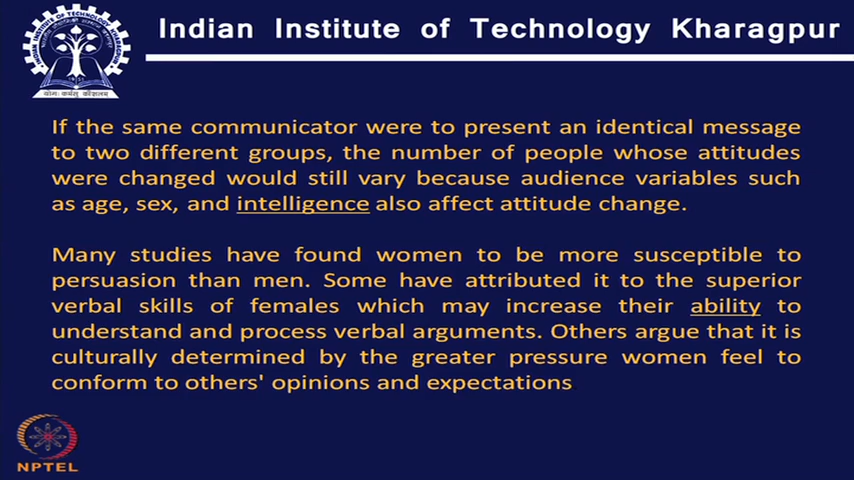 Indian Institute of Technology Kharagpur
If the same communicator were to present an identical message
to two different groups, the number of people whose attitudes
were changed would still vary because audience variables such
as age, sex, and intelligence also affect attitude change.
Many studies have found women to be more susceptible to
persuasion than men. Some have attributed it to the superior
verbal skills of females which may increase their ability to
understand and process verbal arguments. Others argue that it is
culturally determined by the greater pressure women feel to
conform to others' opinions and expectations.
NPTEL